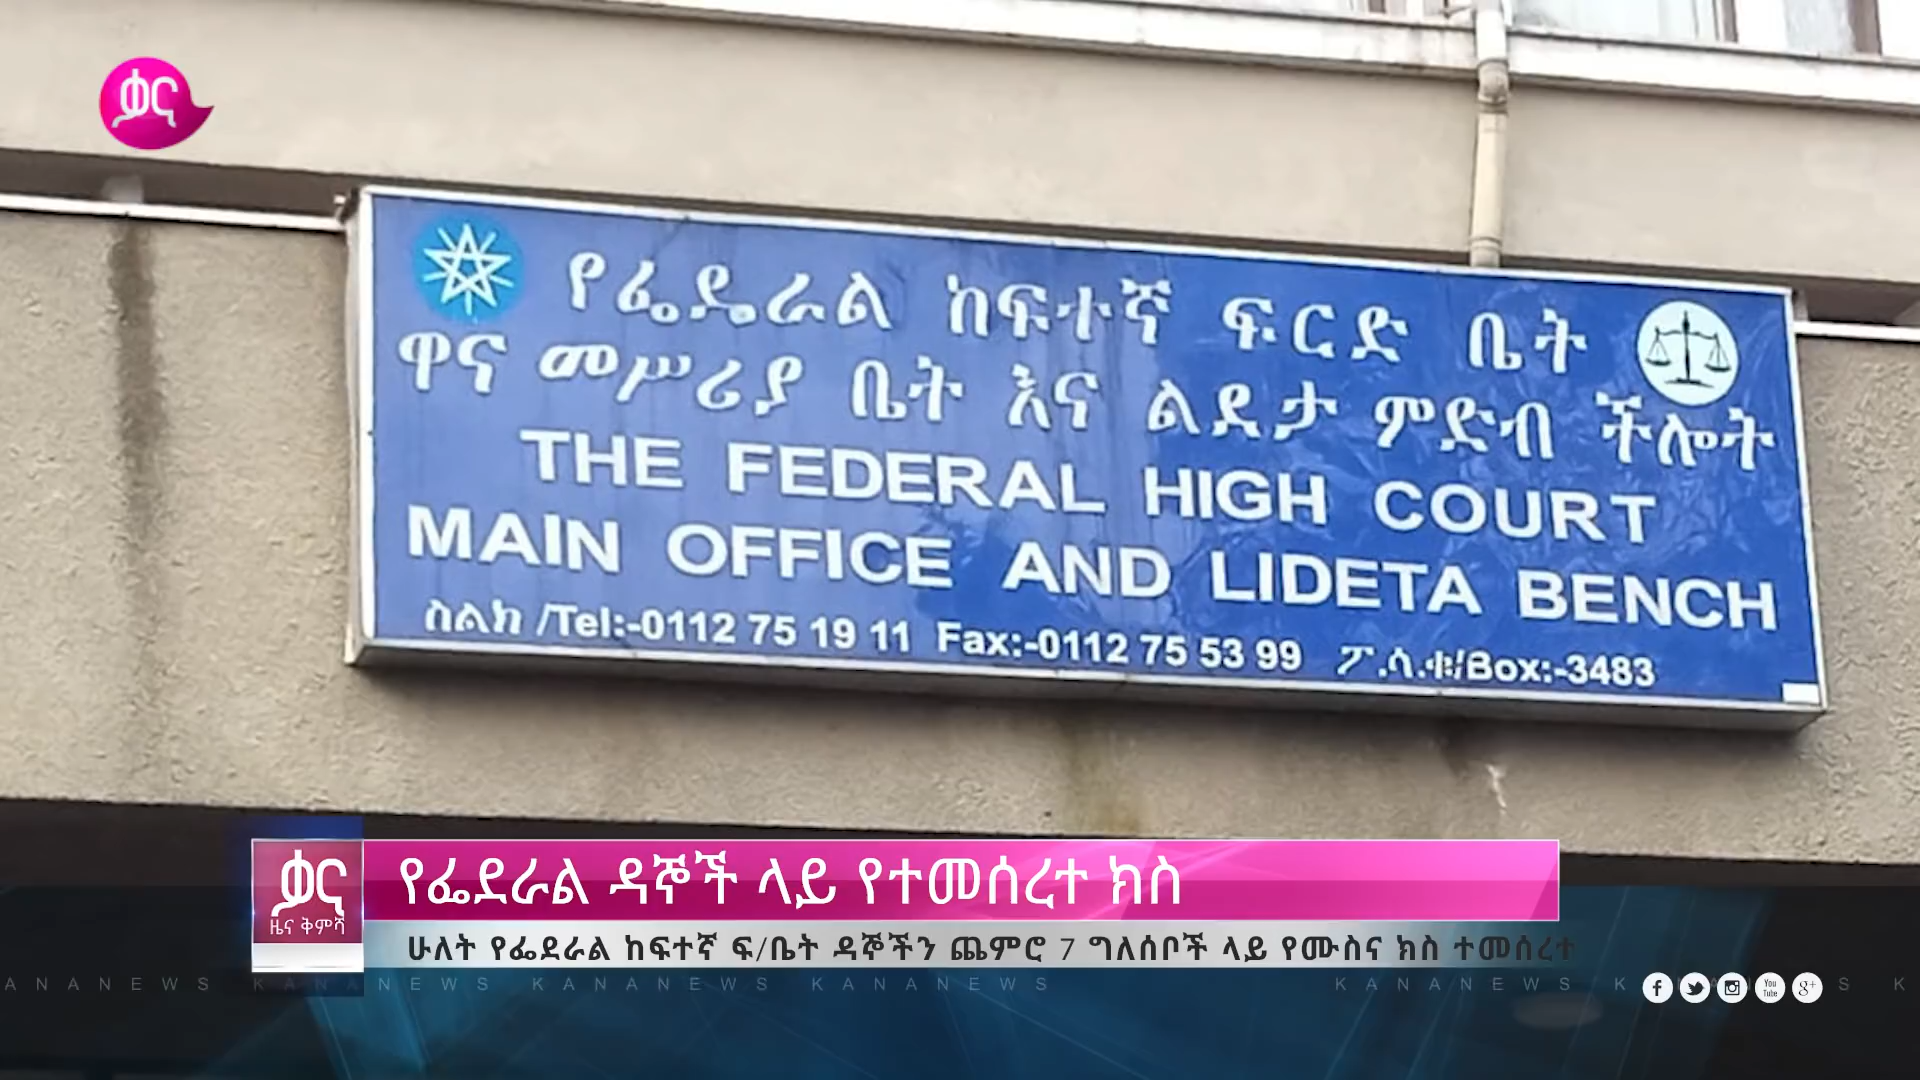 ቃና
የፌዴራል ከፍተኛ ፍርድ ቤት
ዋና መሥሪያ ቤት እና ልደታ ምድብ ችሎት
THE FEDERAL HIGH COURT
MAIN OFFICE AND LIDETA BENCH
ስልክ /Tel:-0112 75 19 11 Fax:-0112 75 53 99 ፖ.ሳ.ቁ/Box:-3483
ቃና
ዜና ቅምሻ
የፌደራል ዳኞች ላይ የተመሰረተ ክስ
ሁለት የፌደራል ከፍተኛ ፍ/ቤት ዳኞችን ጨምሮ 7 ግለሰቦች ላይ የሙስና ክስ ተመሰረተ
ANANEWS KANANEWS KANANEWS KANANEWS KANANEWS K
You Tube
g+